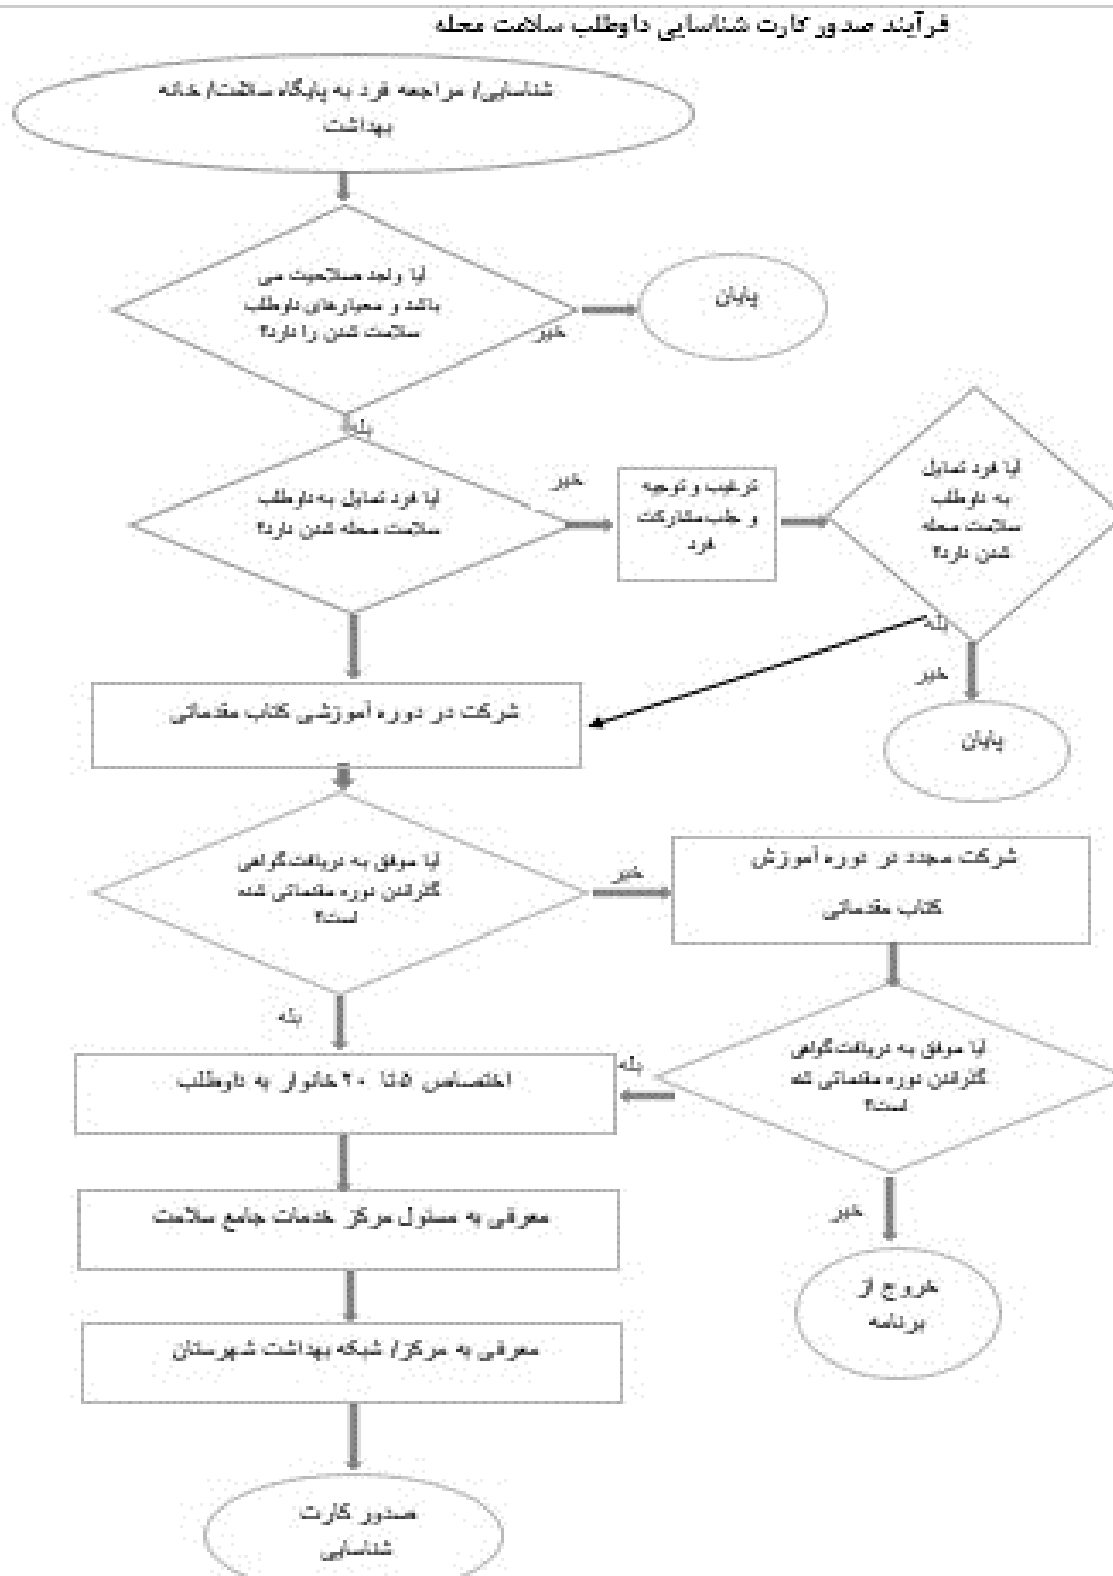 فرآیند صدور کارت شناسایی داوطلب سلامت محله
شناسایی/ مراجعه فرد به پایگاه سلامت/ خانه
بهداشت
آیا واجد صلاحیت می
باشد و معیارهای داوطلب
سلامت شدن را دارد؟
خیر
پایان
بله
آیا فرد تمایل به داوطلب
سلامت محله شدن دارد؟
خیر
ترغیب و توجیه
و جلب مشارکت
فرد
آیا فرد تمایل
به داوطلب
سلامت محله
شدن دارد؟
بله
خیر
پایان
شرکت در دوره آموزشی کتاب مقدماتی
آیا موفق به دریافت گواهی
گذراندن دوره مقدماتی شده
است؟
خیر
شرکت مجدد در دوره آموزش
کتاب مقدماتی
بله
آیا موفق به دریافت گواهی
گذراندن دوره مقدماتی شده
است؟
بله
خیر
خروج از
برنامه
اختصاص ۵ تا ۲۰ خانوار به داوطلب
معرفی به مسئول مرکز خدمات جامع سلامت
معرفی به مرکز/ شبکه بهداشت شهرستان
صدور کارت
شناسایی